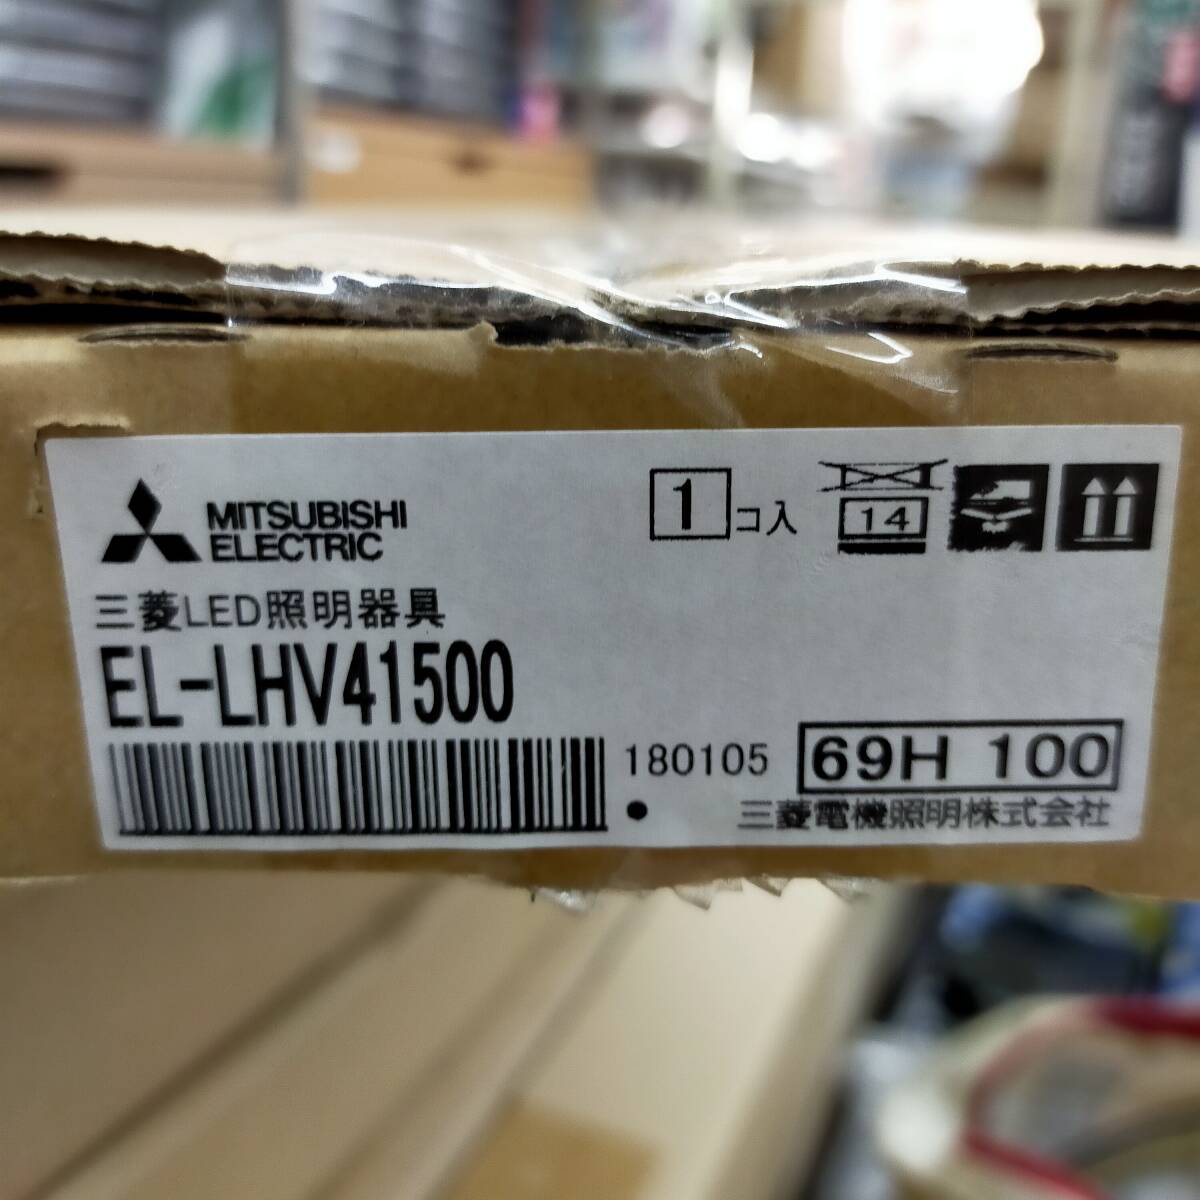 MITSUBISHI
ELECTRIC
1コ入
14
三菱LED照明器具
EL-LHV41500
180105
69H 100
三菱電機照明株式会社